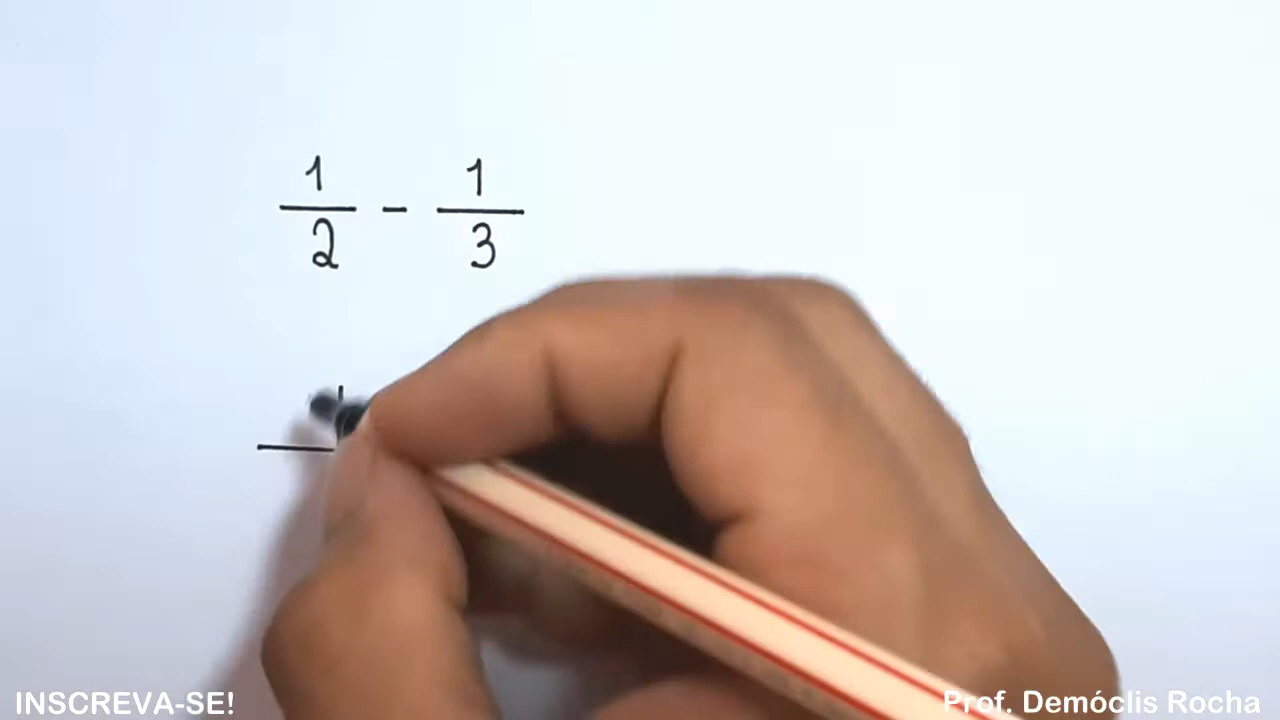 1/2 - 1/3
INSCREVA-SE!
Prof. Demóclis Rocha